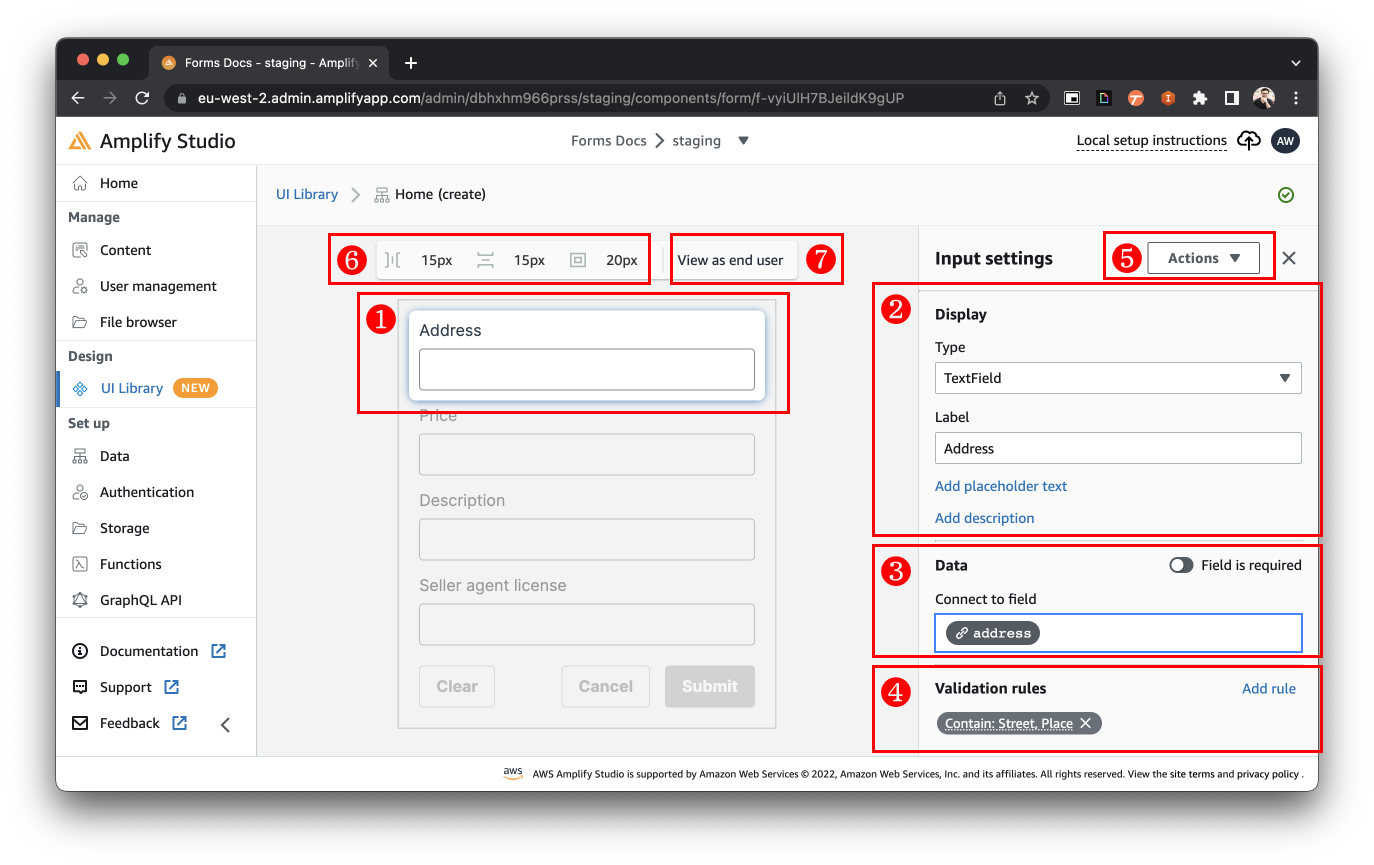 Forms Docs - staging - Amplify
eu-west-2.admin.amplifyapp.com/admin/dbhxhm966prss/staging/components/form/f-vyiUlH7BJeildK9gUP
Amplify Studio
Forms Docs staging
Local setup instructions AW
Home
Manage
Content
User management
File browser
Design
UI Library NEW
Set up
Data
Authentication
Storage
Functions
GraphQL API
Documentation
Support
Feedback
UI Library Home (create)
6 15px 15px 20px
View as end user 7
1 Address
Price
Description
Seller agent license
Clear Cancel Submit
Input settings 5 Actions
2 Display
Type
TextField
Label
Address
Add placeholder text
Add description
3 Data Field is required
Connect to field
address
4 Validation rules Add rule
Contain: Street, Place
aws AWS Amplify Studio is supported by Amazon Web Services © 2022, Amazon Web Services, Inc. and its affiliates. All rights reserved. View the site terms and privacy policy .